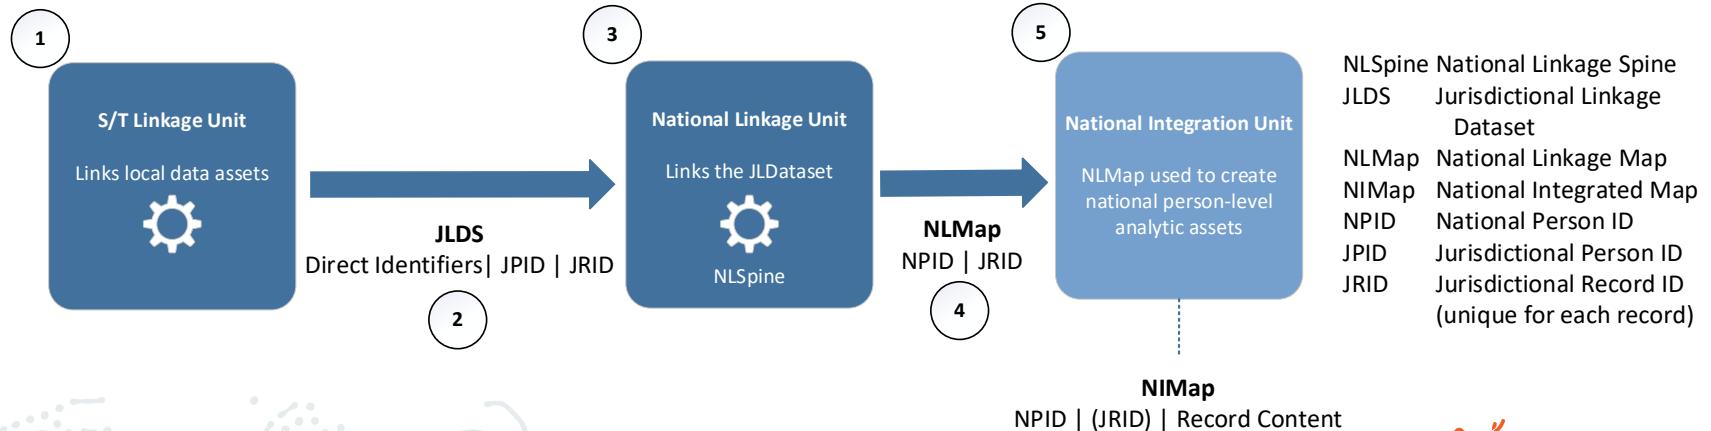 1
S/T Linkage Unit
Links local data assets
JLDS
Direct Identifiers| JPID | JRID
2
3
National Linkage Unit
Links the JLDataset
NLSpine
NLMap
NPID | JRID
4
5
National Integration Unit
NLMap used to create
national person-level
analytic assets
NIMap
NPID | (JRID) | Record Content
NLSpine National Linkage Spine
JLDS Jurisdictional Linkage
Dataset
NLMap National Linkage Map
NIMap National Integrated Map
NPID National Person ID
JPID Jurisdictional Person ID
JRID Jurisdictional Record ID
(unique for each record)